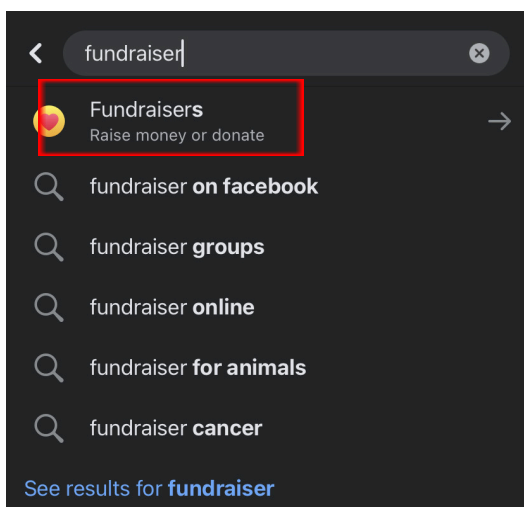 fundraiser
Fundraisers
Raise money or donate
fundraiser on facebook
fundraiser groups
fundraiser online
fundraiser for animals
fundraiser cancer
See results for fundraiser